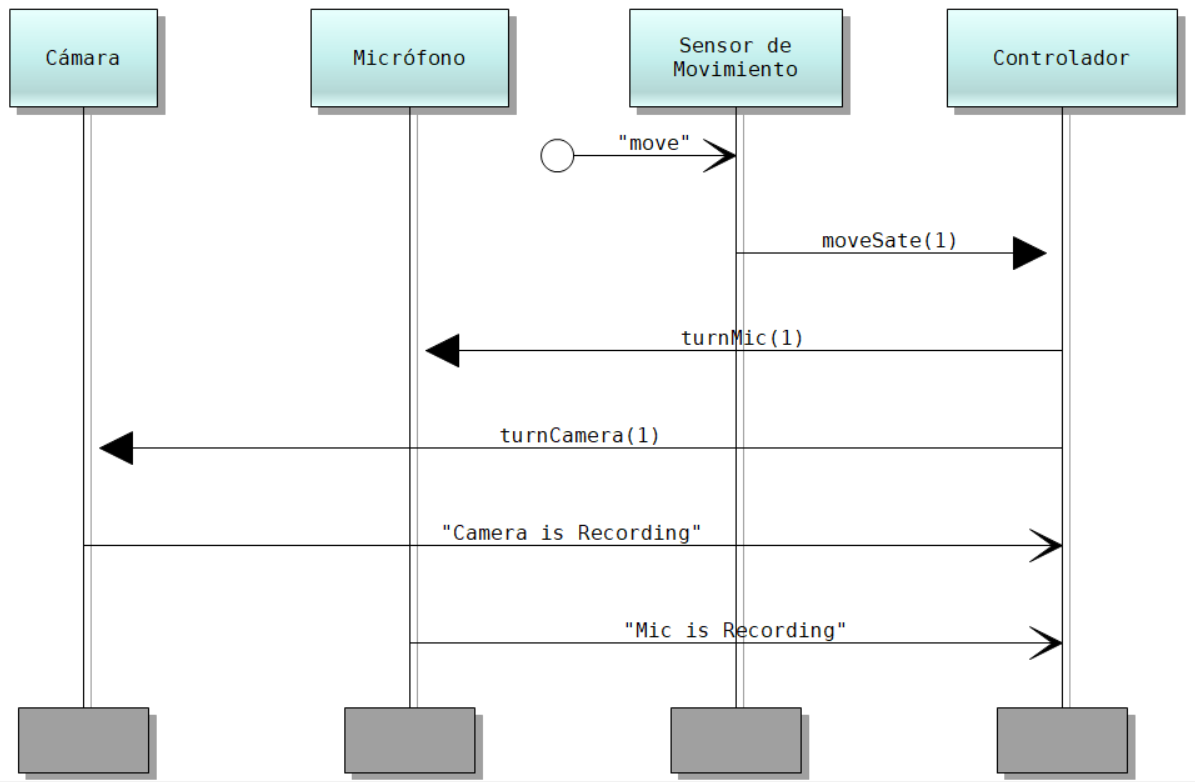 Cámara
Micrófono
Sensor de
Movimiento
Controlador
"move"
moveSate(1)
turnMic(1)
turnCamera(1)
"Camera is Recording"
"Mic is Recording"